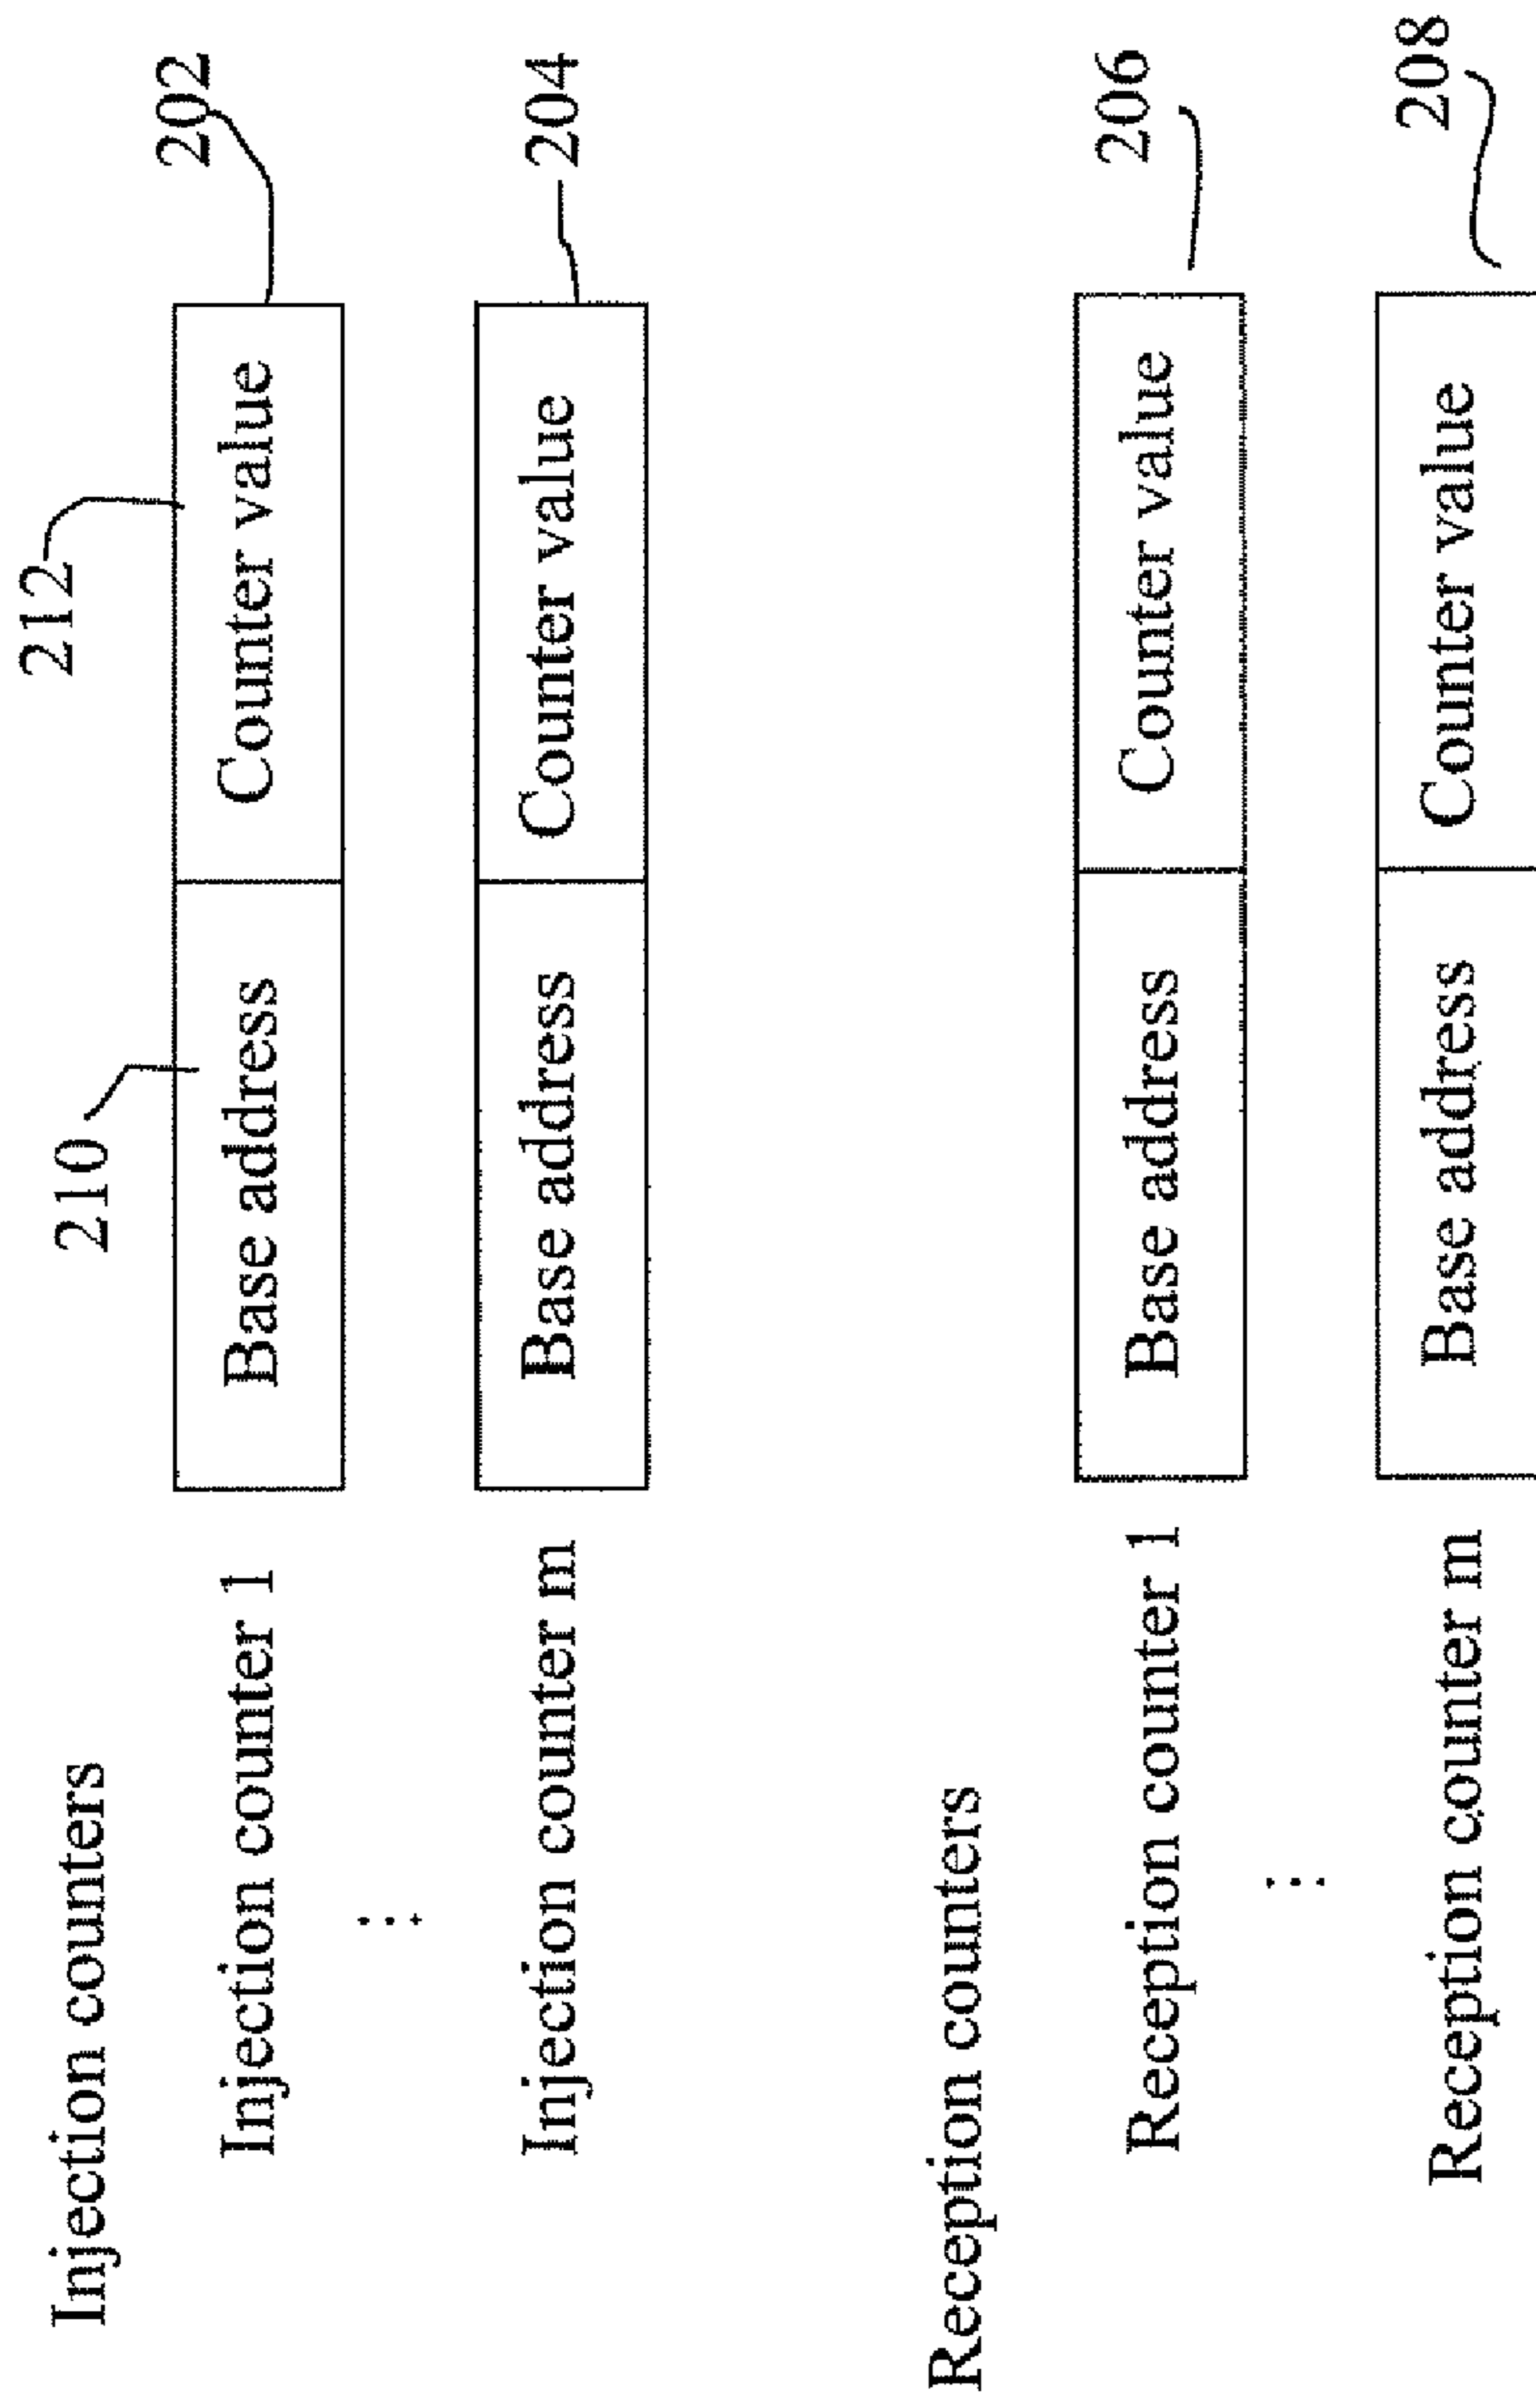 212
210
Injection counters
Injection counter 1 Base address Counter value 202
⋮
Injection counter m Base address Counter value 204
Reception counters
Reception counter 1 Base address Counter value 206
⋮
Reception counter m Base address Counter value 208